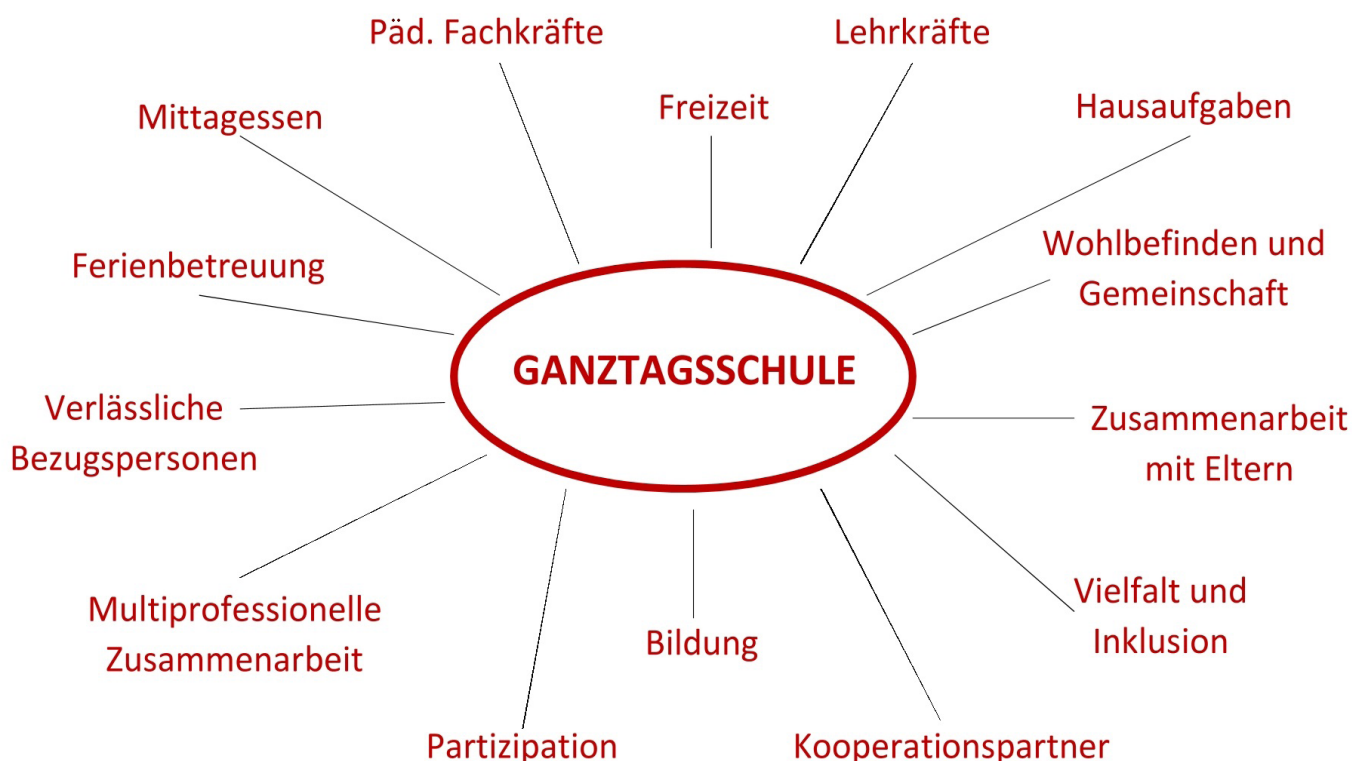 Päd. Fachkräfte
Lehrkräfte
Mittagessen
Freizeit
Hausaufgaben
Ferienbetreuung
Wohlbefinden und
Gemeinschaft
GANZTAGSSCHULE
Verlässliche
Bezugspersonen
Zusammenarbeit
mit Eltern
Multiprofessionelle
Zusammenarbeit
Bildung
Vielfalt und
Inklusion
Partizipation
Kooperationspartner